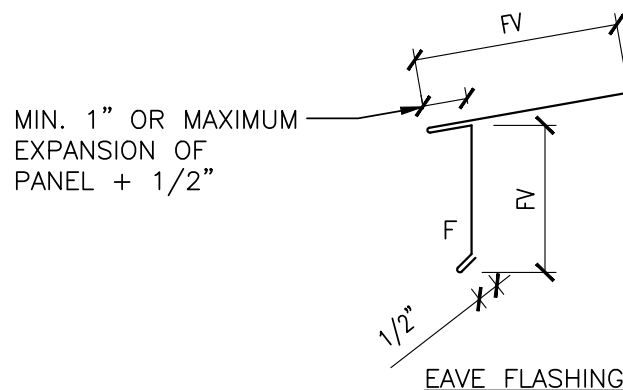 FV
MIN. 1” OR MAXIMUM
EXPANSION OF
PANEL + 1/2”
FV
F
1/2”
EAVE FLASHING